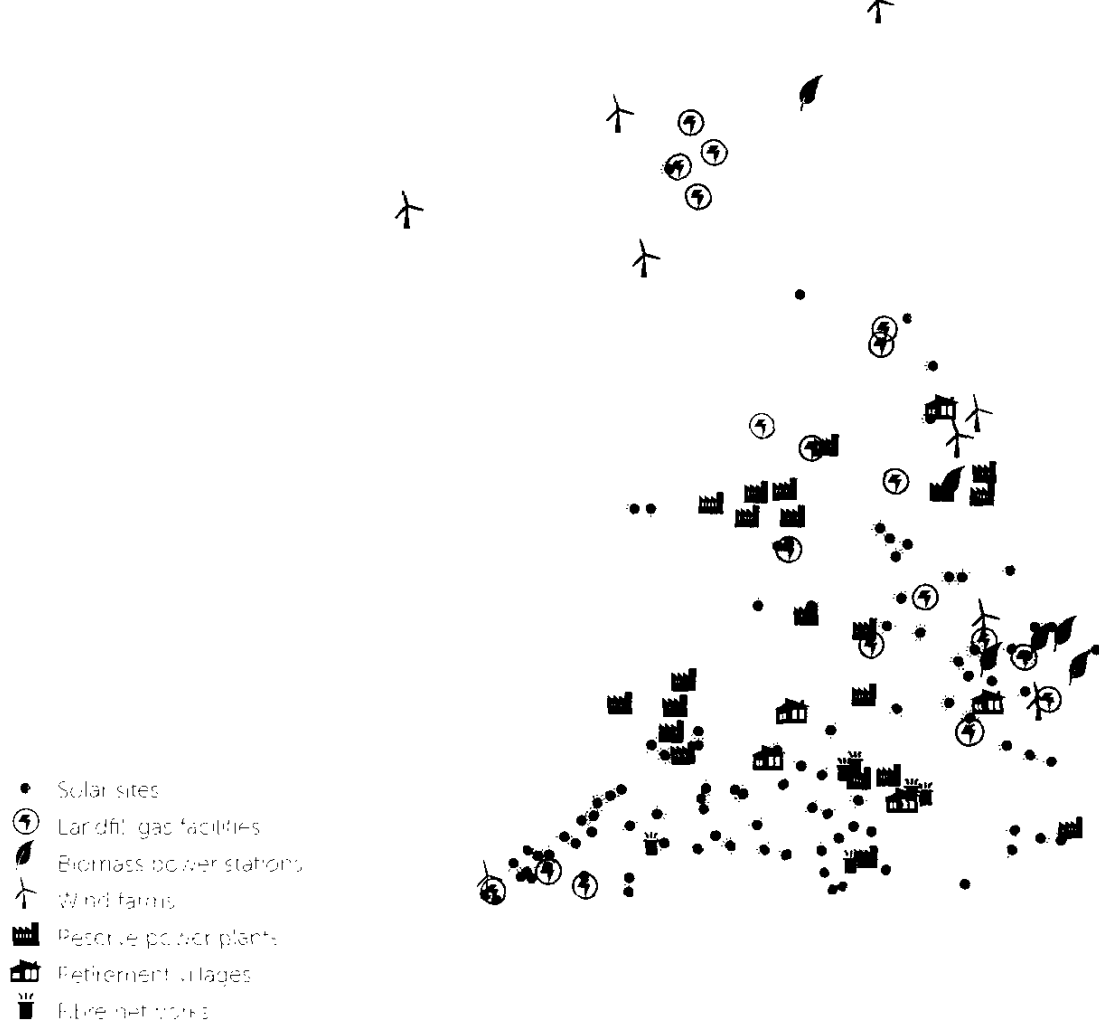 Solar sites
Landfill gas facilities
Biomass power stations
Wind farms
Reserve power plants
Retirement villages
Fibre networks